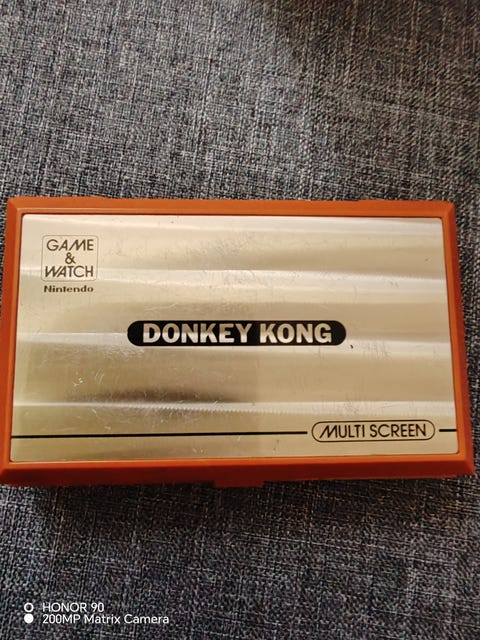 GAME
&
WATCH
Nintendo
DONKEY KONG
MULTI SCREEN
HONOR 90
200MP Matrix Camera